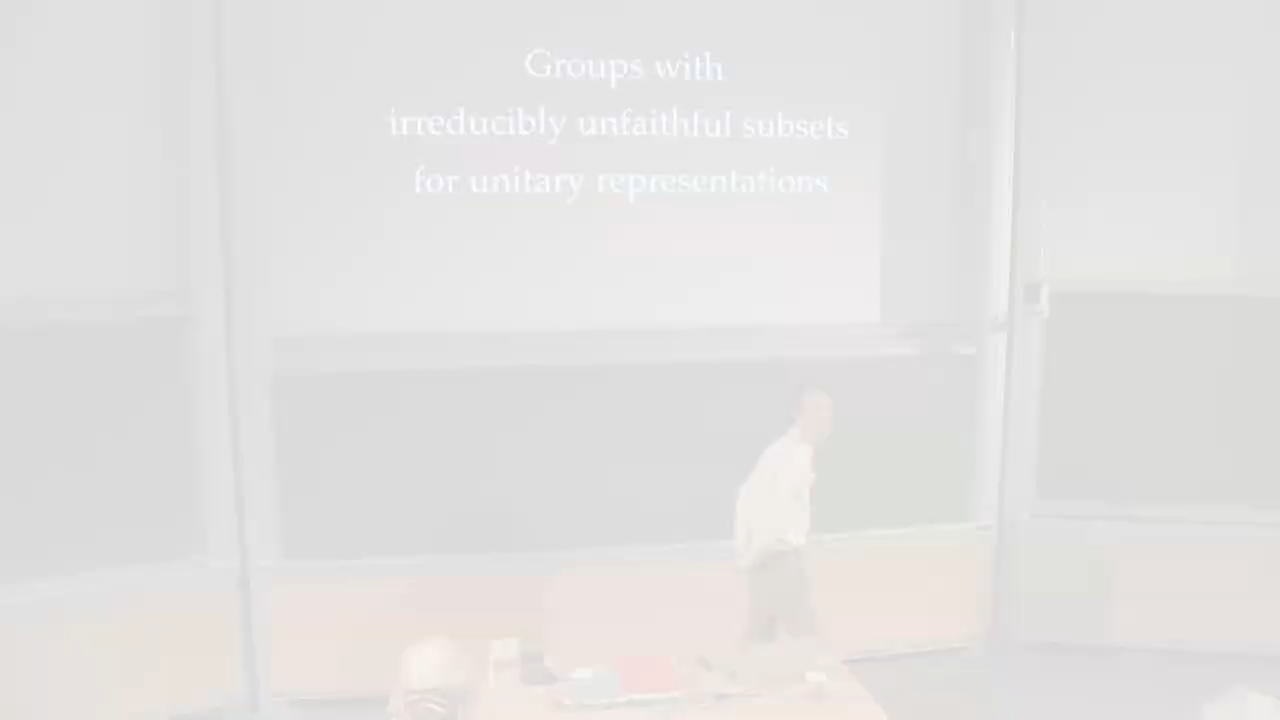 Groups with
irreducibly unfaithful subsets
for unitary representations